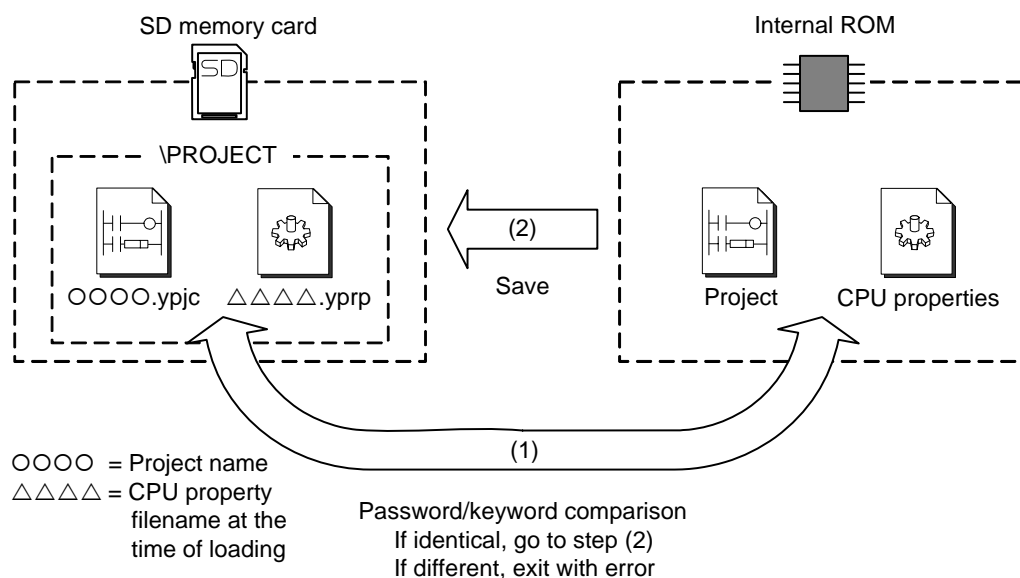 SD memory card
SD
\PROJECT
○○○○.ypjc
△△△△.yprp
(2)
Save
Internal ROM
Project
CPU properties
(1)
○○○○ = Project name
△△△△ = CPU property
filename at the
time of loading
Password/keyword comparison
If identical, go to step (2)
If different, exit with error